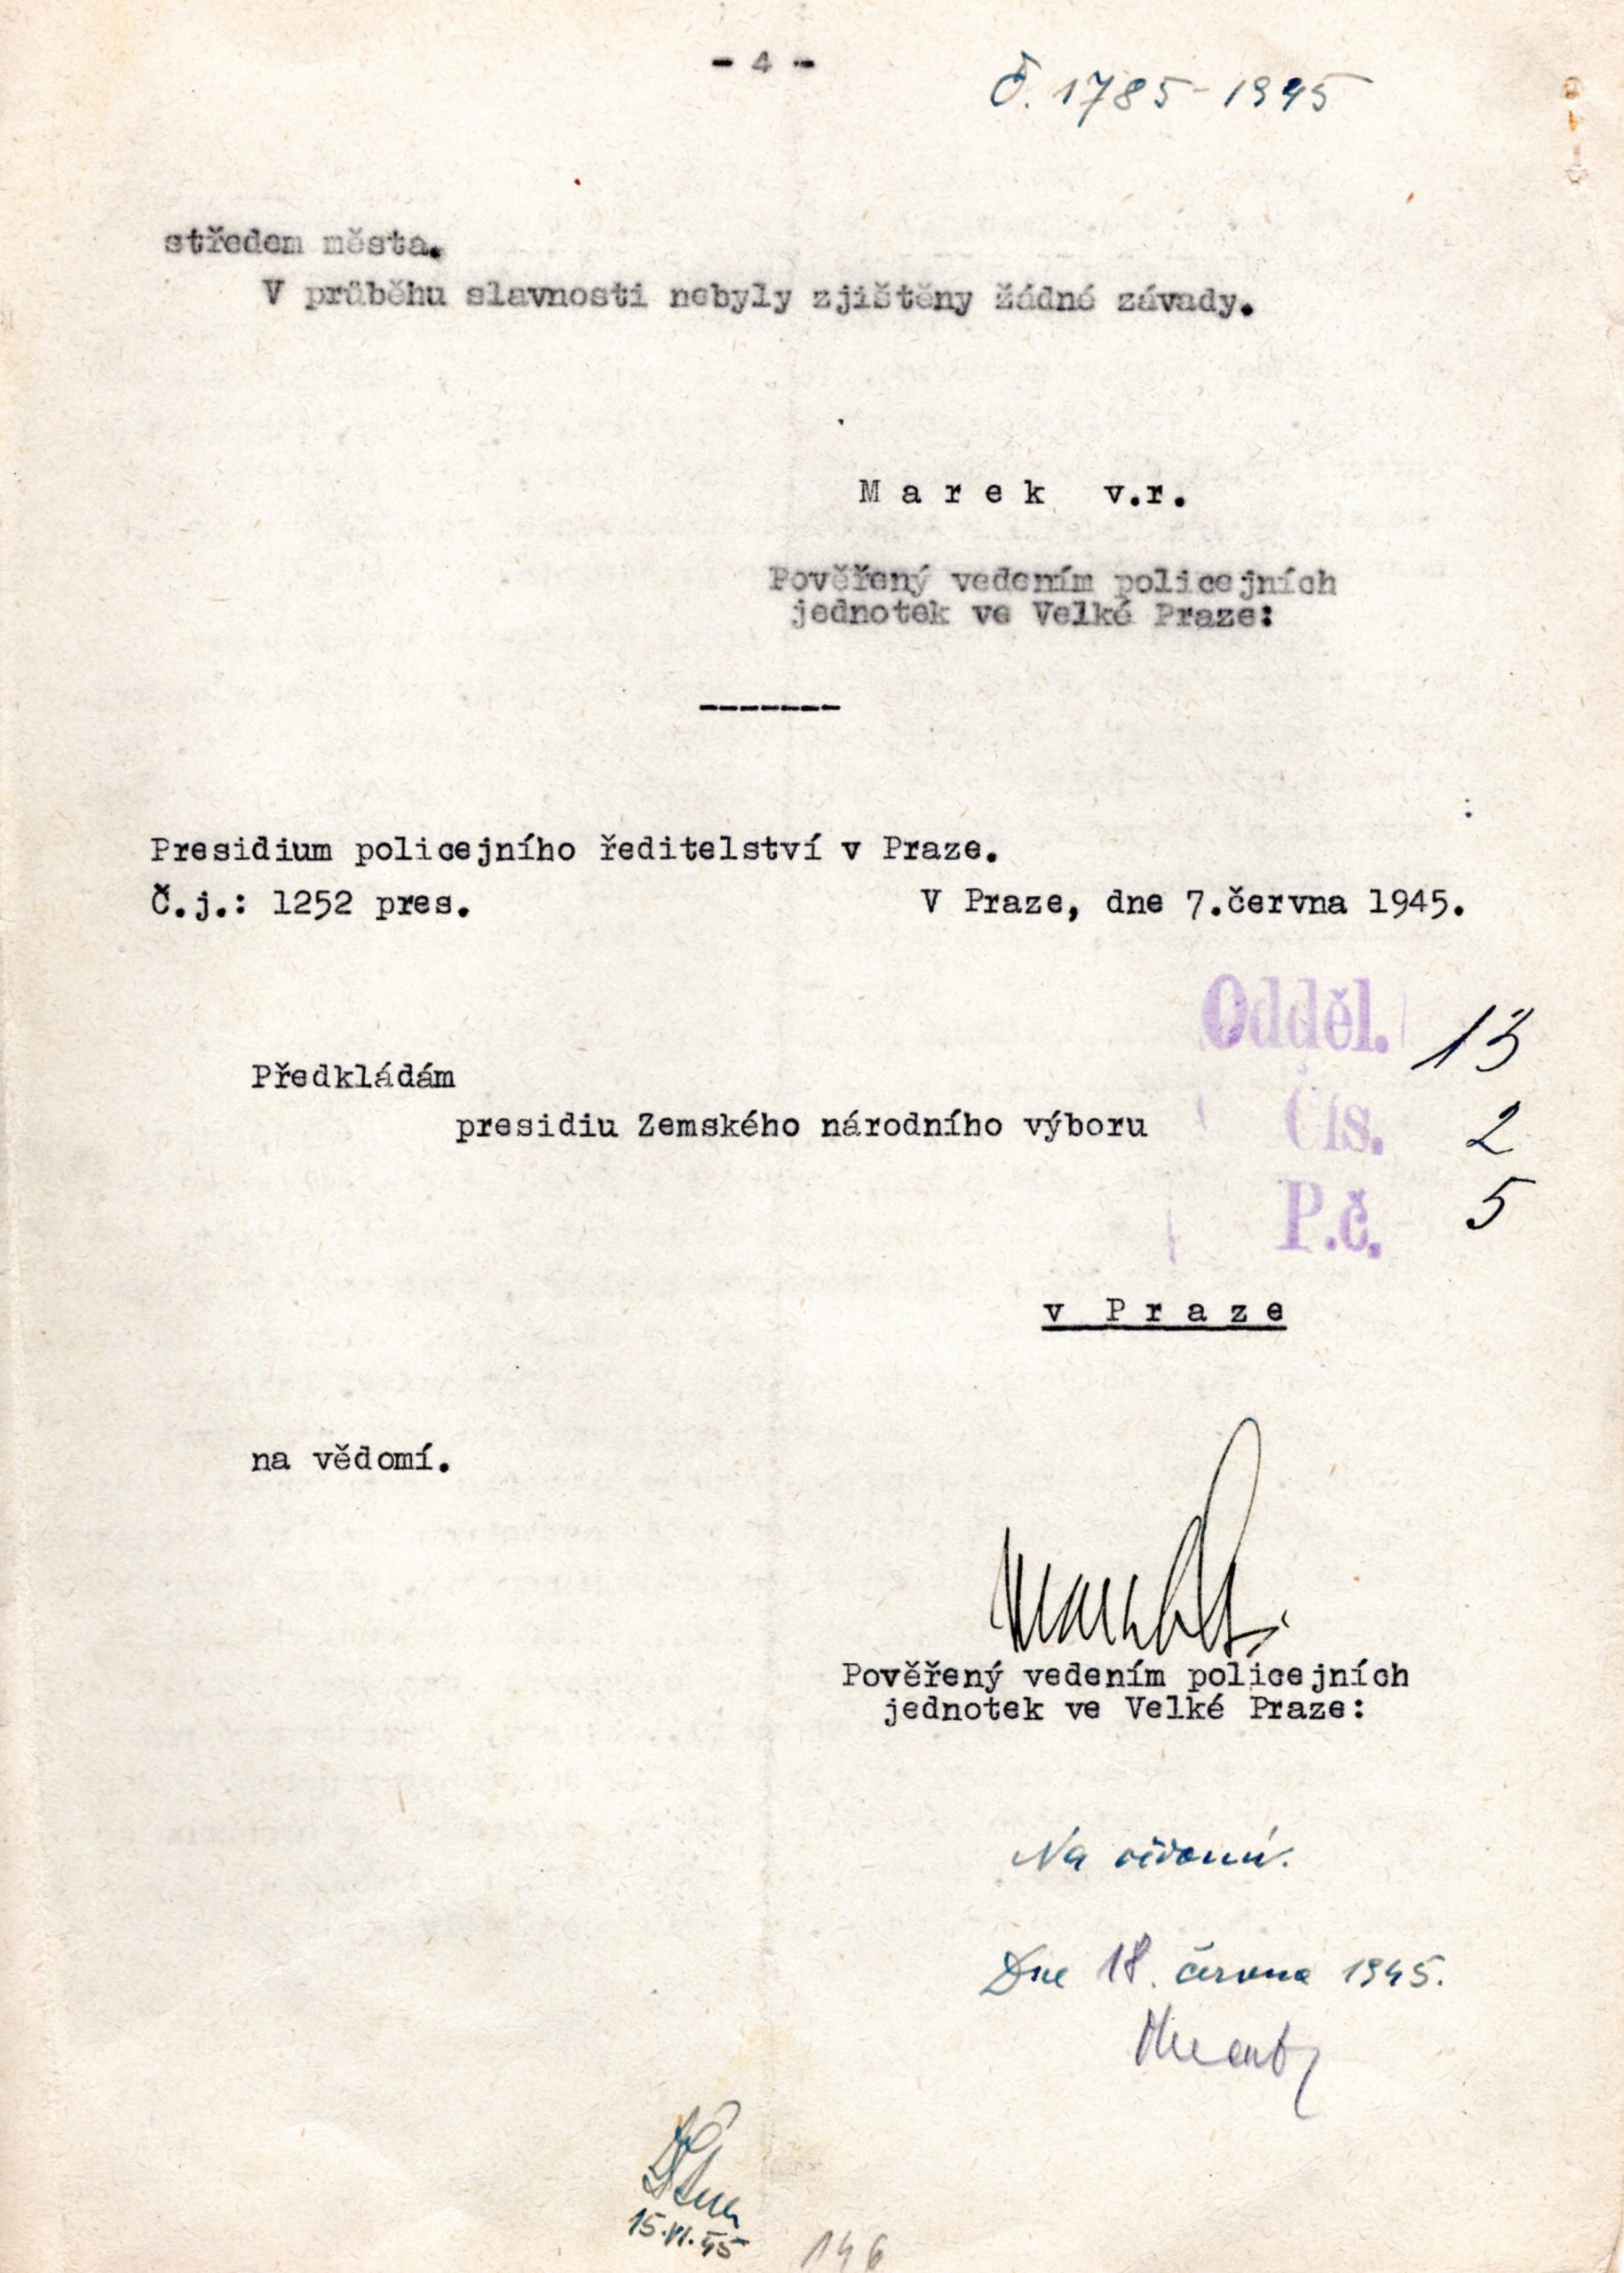 - 4 -
Č. 1785-1945
středem města.
V průběhu slavnosti nebyly zjištěny žádné závady.
Marek v.r.
Pověřený vedením policejních
jednotek ve Velké Praze:
-------
Presidium policejního ředitelství v Praze.
Č.j.: 1252 pres.
V Praze, dne 7.června 1945.
Odděl. 13
Předkládám
presidiu Zemského národního výboru
Čís. 2
P.č. 5
v Praze
na vědomí.
Pověřený vedením policejních
jednotek ve Velké Praze:
Na vědomí.
Dne 18. června 1945.
15.VI.45
146